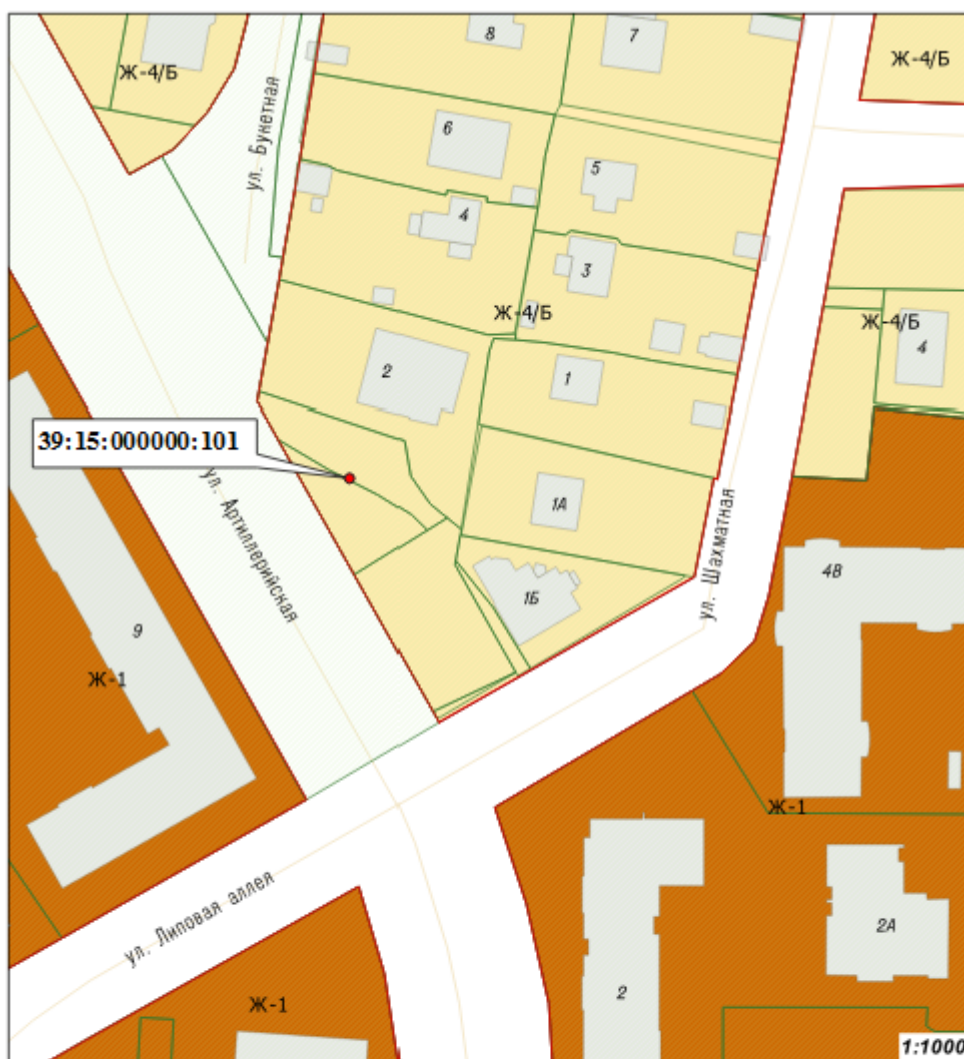 8
7
Ж-4/Б
Ж-4/Б
ул. Букетная
6
5
4
3
Ж-4/Б
Ж-4/Б
4
2
1
39:15:000000:101
ул. Артиллерийская
1А
ул. Шахматная
1Б
4В
9
Ж-1
Ж-1
ул. Липовая аллея
2А
2
Ж-1
1:1000